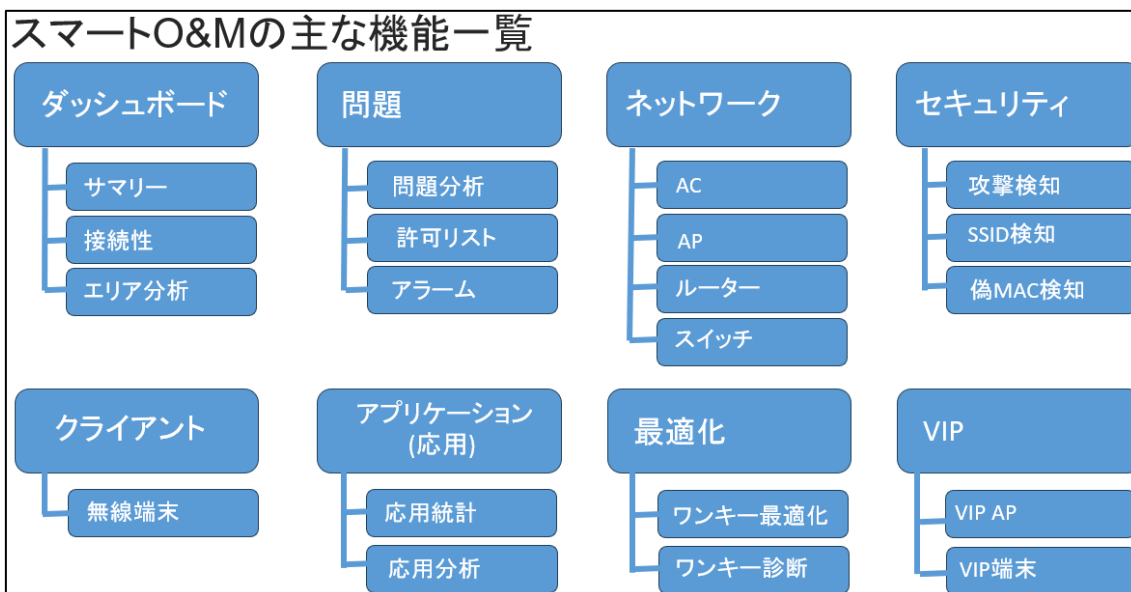 スマートO&Mの主な機能一覧
ダッシュボード
サマリー
接続性
エリア分析
問題
問題分析
許可リスト
アラーム
ネットワーク
AC
AP
ルーター
スイッチ
セキュリティ
攻撃検知
SSID検知
偽MAC検知
クライアント
無線端末
アプリケーション
(応用)
応用統計
応用分析
最適化
ワンキー最適化
ワンキー診断
VIP
VIP AP
VIP端末